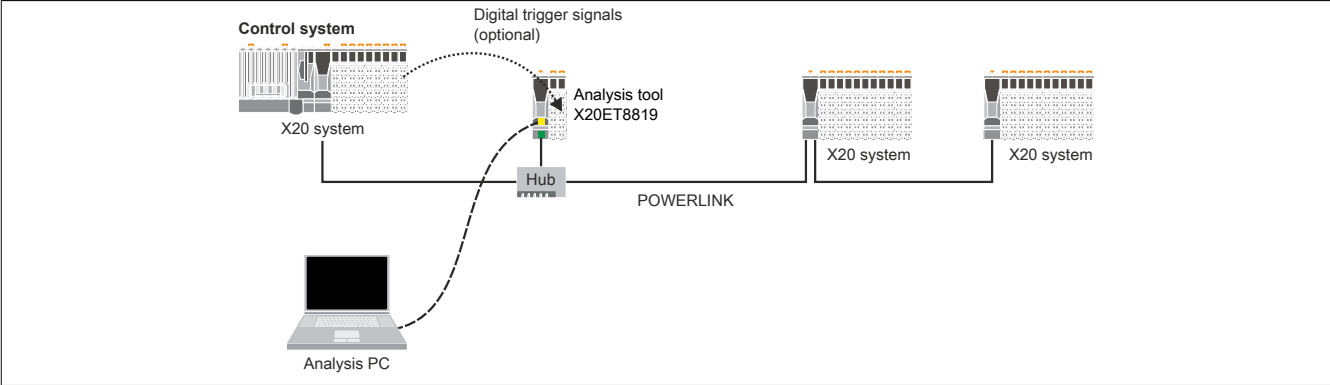 Digital trigger signals
(optional)
Control system
Analysis tool
X20ET8819
X20 system
X20 system
X20 system
Hub
POWERLINK
Analysis PC